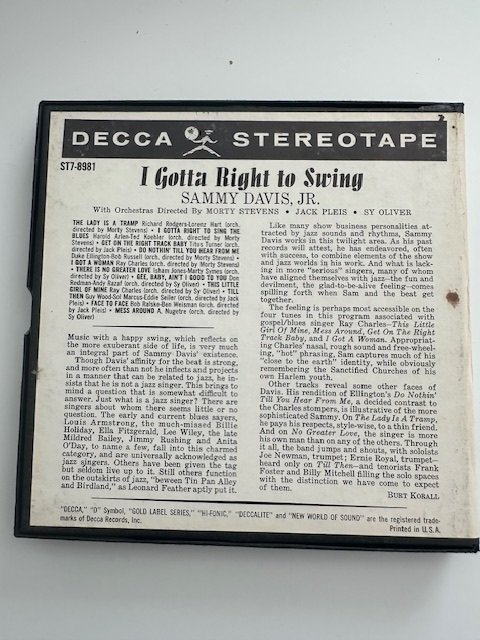 DECCA STEREOTAPE
ST7-8981
I Gotta Right to Swing
SAMMY DAVIS, JR.
With Orchestras Directed By MORTY STEVENS • JACK PLEIS • SY OLIVER
THE LADY IS A TRAMP Richard Rodgers-Lorenz Hart (orch.
directed by Morty Stevens) • I GOTTA RIGHT TO SING THE
BLUES Harold Arlen-Ted Koehler (orch. directed by Morty
Stevens) • GET ON THE RIGHT TRACK BABY Titus Turner (orch.
directed by Jack Pleis) • DO NOTHIN' TILL YOU HEAR FROM ME
Duke Ellington-Bob Russell (orch. directed by Morty Stevens) •
I GOT A WOMAN Ray Charles (orch. directed by Morty Stevens)
• THERE IS NO GREATER LOVE Isham Jones-Marty Symes (orch.
directed by Sy Oliver) • GEE, BABY, AIN'T I GOOD TO YOU Don
Redman-Andy Razaf (orch. directed by Sy Oliver) • THIS LITTLE
GIRL OF MINE Ray Charles (orch. directed by Sy Oliver) • TILL
THEN Guy Wood-Sol Marcus-Eddie Seiler (orch. directed by Jack
Pleis) • FACE TO FACE Bob Rolske-Ben Weisman (orch. directed
by Jack Pleis) • MESS AROUND A. Nugetre (orch. directed by
Sy Oliver)
Music with a happy swing, which reflects on
the more exuberant side of life, is very much
an integral part of Sammy Davis' existence.
Though Davis' affinity for the beat is strong,
and more often than not he inflects and projects
in a manner that can be related to jazz, he in-
sists that he is not a jazz singer. This brings to
mind a question that is somewhat difficult to
answer. Just what is a jazz singer? There are
singers about whom there seems little or no
question. The early and current blues sayers,
Louis Armstrong, the much-missed Billie
Holiday, Ella Fitzgerald, Lee Wiley, the late
Mildred Bailey, Jimmy Rushing and Anita
O'Day, to name a few, fall into this charmed
category, and are universally acknowledged as
jazz singers. Others have been given the tag
but seldom live up to it. Still others function
on the outskirts of jazz, "beween Tin Pan Alley
and Birdland," as Leonard Feather aptly put it.
Like many show business personalities at-
tracted by jazz sounds and rhythms, Sammy
Davis works in this twilight area. As his past
records will attest, he has endeavored, often
with success, to combine elements of the show
and jazz worlds in his work. And what is lack-
ing in more "serious" singers, many of whom
have aligned themselves with jazz—the fun and
devilment, the glad-to-be-alive feeling—comes
spilling forth when Sam and the beat get
together.
The feeling is perhaps most accessible on the
four tunes in this program associated with
gospel/blues singer Ray Charles—This Little
Girl Of Mine, Mess Around, Get On The Right
Track Baby, and I Got A Woman. Appropriat-
ing Charles' nasal, rough sound and free-wheel-
ing, "hot" phrasing, Sam captures much of his
"close to the earth" identity, while obviously
remembering the Sanctified Churches of his
own Harlem youth.
Other tracks reveal some other faces of
Davis. His rendition of Ellington's Do Nothin'
Till You Hear From Me, a decided contrast to
the Charles stompers, is illustrative of the more
sophisticated Sammy. On The Lady Is A Tramp,
he pays his respects, style-wise, to a thin friend.
And on No Greater Love, the singer is more
his own man than on any of the others. Through
it all, the band jumps and shouts, with soloists
Joe Newman, trumpet; Ernie Royal, trumpet—
heard only on Till Then—and tenorists Frank
Foster and Billy Mitchell filling the solo spaces
with the distinction we have come to expect
of them.
BURT KORALL
"DECCA," "D" Symbol, "GOLD LABEL SERIES," "HI-FONIC," "DECCALITE" and "NEW WORLD OF SOUND" are the registered trade-
marks of Decca Records, Inc.
Printed in U.S.A.